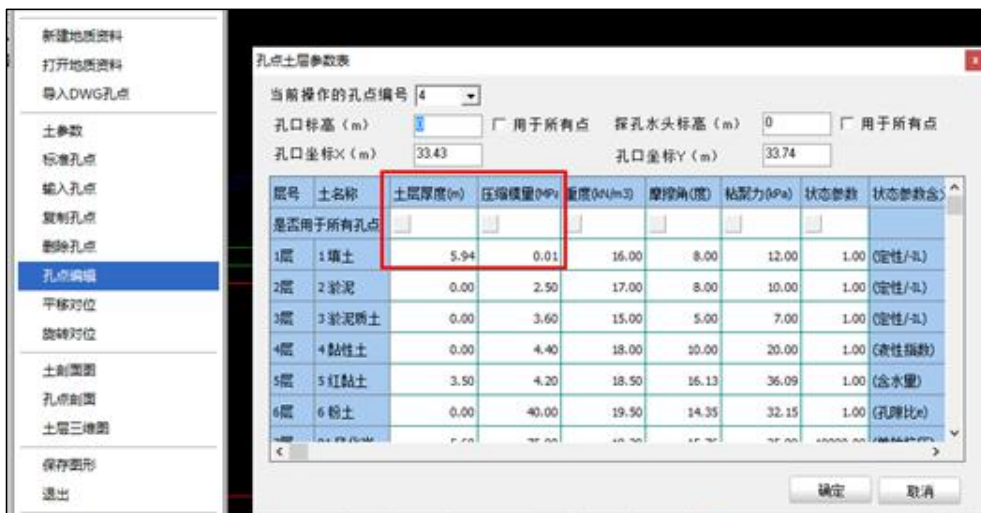 新建地质资料
打开地质资料
导入DWG孔点
土参数
标准孔点
输入孔点
复制孔点
删除孔点
孔点编辑
平移对位
旋转对位
土剖面图
孔点剖面
土层三维图
保存图形
退出
孔点土层参数表
当前操作的孔点编号 4
孔口标高（m） 0 用于所有点 探孔水头标高（m） 0 用于所有点
孔口坐标X（m） 33.43 孔口坐标Y（m） 33.74
层号 土名称 土层厚度(m) 压缩模量(MPa 重度(kN/m3) 摩擦角(度) 粘聚力(kPa) 状态参数 状态参数含义
是否用于所有孔点
1层 1 填土 5.94 0.01 16.00 8.00 12.00 1.00 (定性/-IL)
2层 2 淤泥 0.00 2.50 17.00 8.00 10.00 1.00 (定性/-IL)
3层 3 淤泥质土 0.00 3.60 15.00 5.00 7.00 1.00 (定性/-IL)
4层 4 黏性土 0.00 4.40 18.00 10.00 20.00 1.00 (液性指数)
5层 5 红黏土 3.50 4.20 18.50 16.13 36.09 1.00 (含水量)
6层 6 粉土 0.00 40.00 19.50 14.35 32.15 1.00 (孔隙比e)
确定 取消